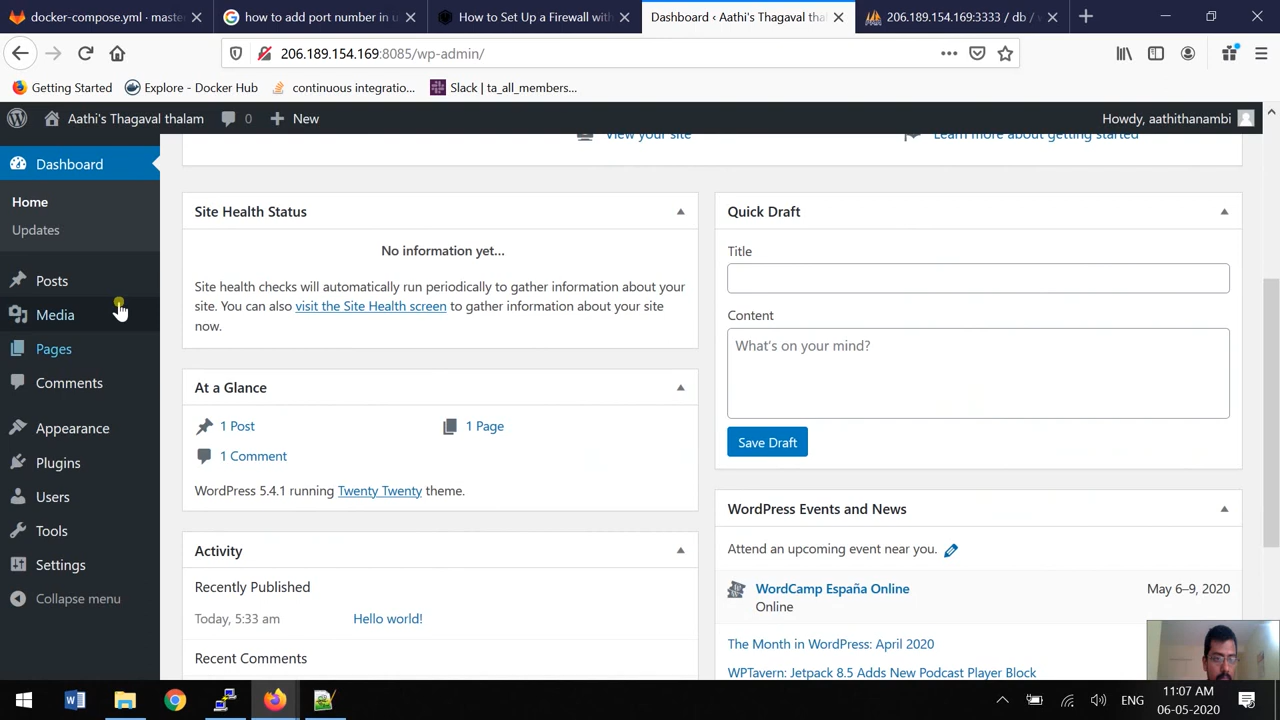 docker-compose.yml · maste
how to add port number in u
How to Set Up a Firewall with
Dashboard ‹ Aathi's Thagaval tha
206.189.154.169:3333 / db / w
206.189.154.169:8085/wp-admin/
Getting Started
Explore - Docker Hub
continuous integratio...
Slack | ta_all_members...
Aathi's Thagaval thalam
0
New
Howdy, aathithanambi
Dashboard
Home
Updates
Posts
Media
Pages
Comments
Appearance
Plugins
Users
Tools
Settings
Collapse menu
View your site
Learn more about getting started
Site Health Status
No information yet...
Site health checks will automatically run periodically to gather information about your
site. You can also visit the Site Health screen to gather information about your site
now.
At a Glance
1 Post
1 Page
1 Comment
WordPress 5.4.1 running Twenty Twenty theme.
Activity
Recently Published
Today, 5:33 am
Hello world!
Recent Comments
Quick Draft
Title
Content
What's on your mind?
Save Draft
WordPress Events and News
Attend an upcoming event near you.
WordCamp España Online
May 6–9, 2020
Online
The Month in WordPress: April 2020
WPTavern: Jetpack 8.5 Adds New Podcast Player Block
ENG
11:07 AM
06-05-2020